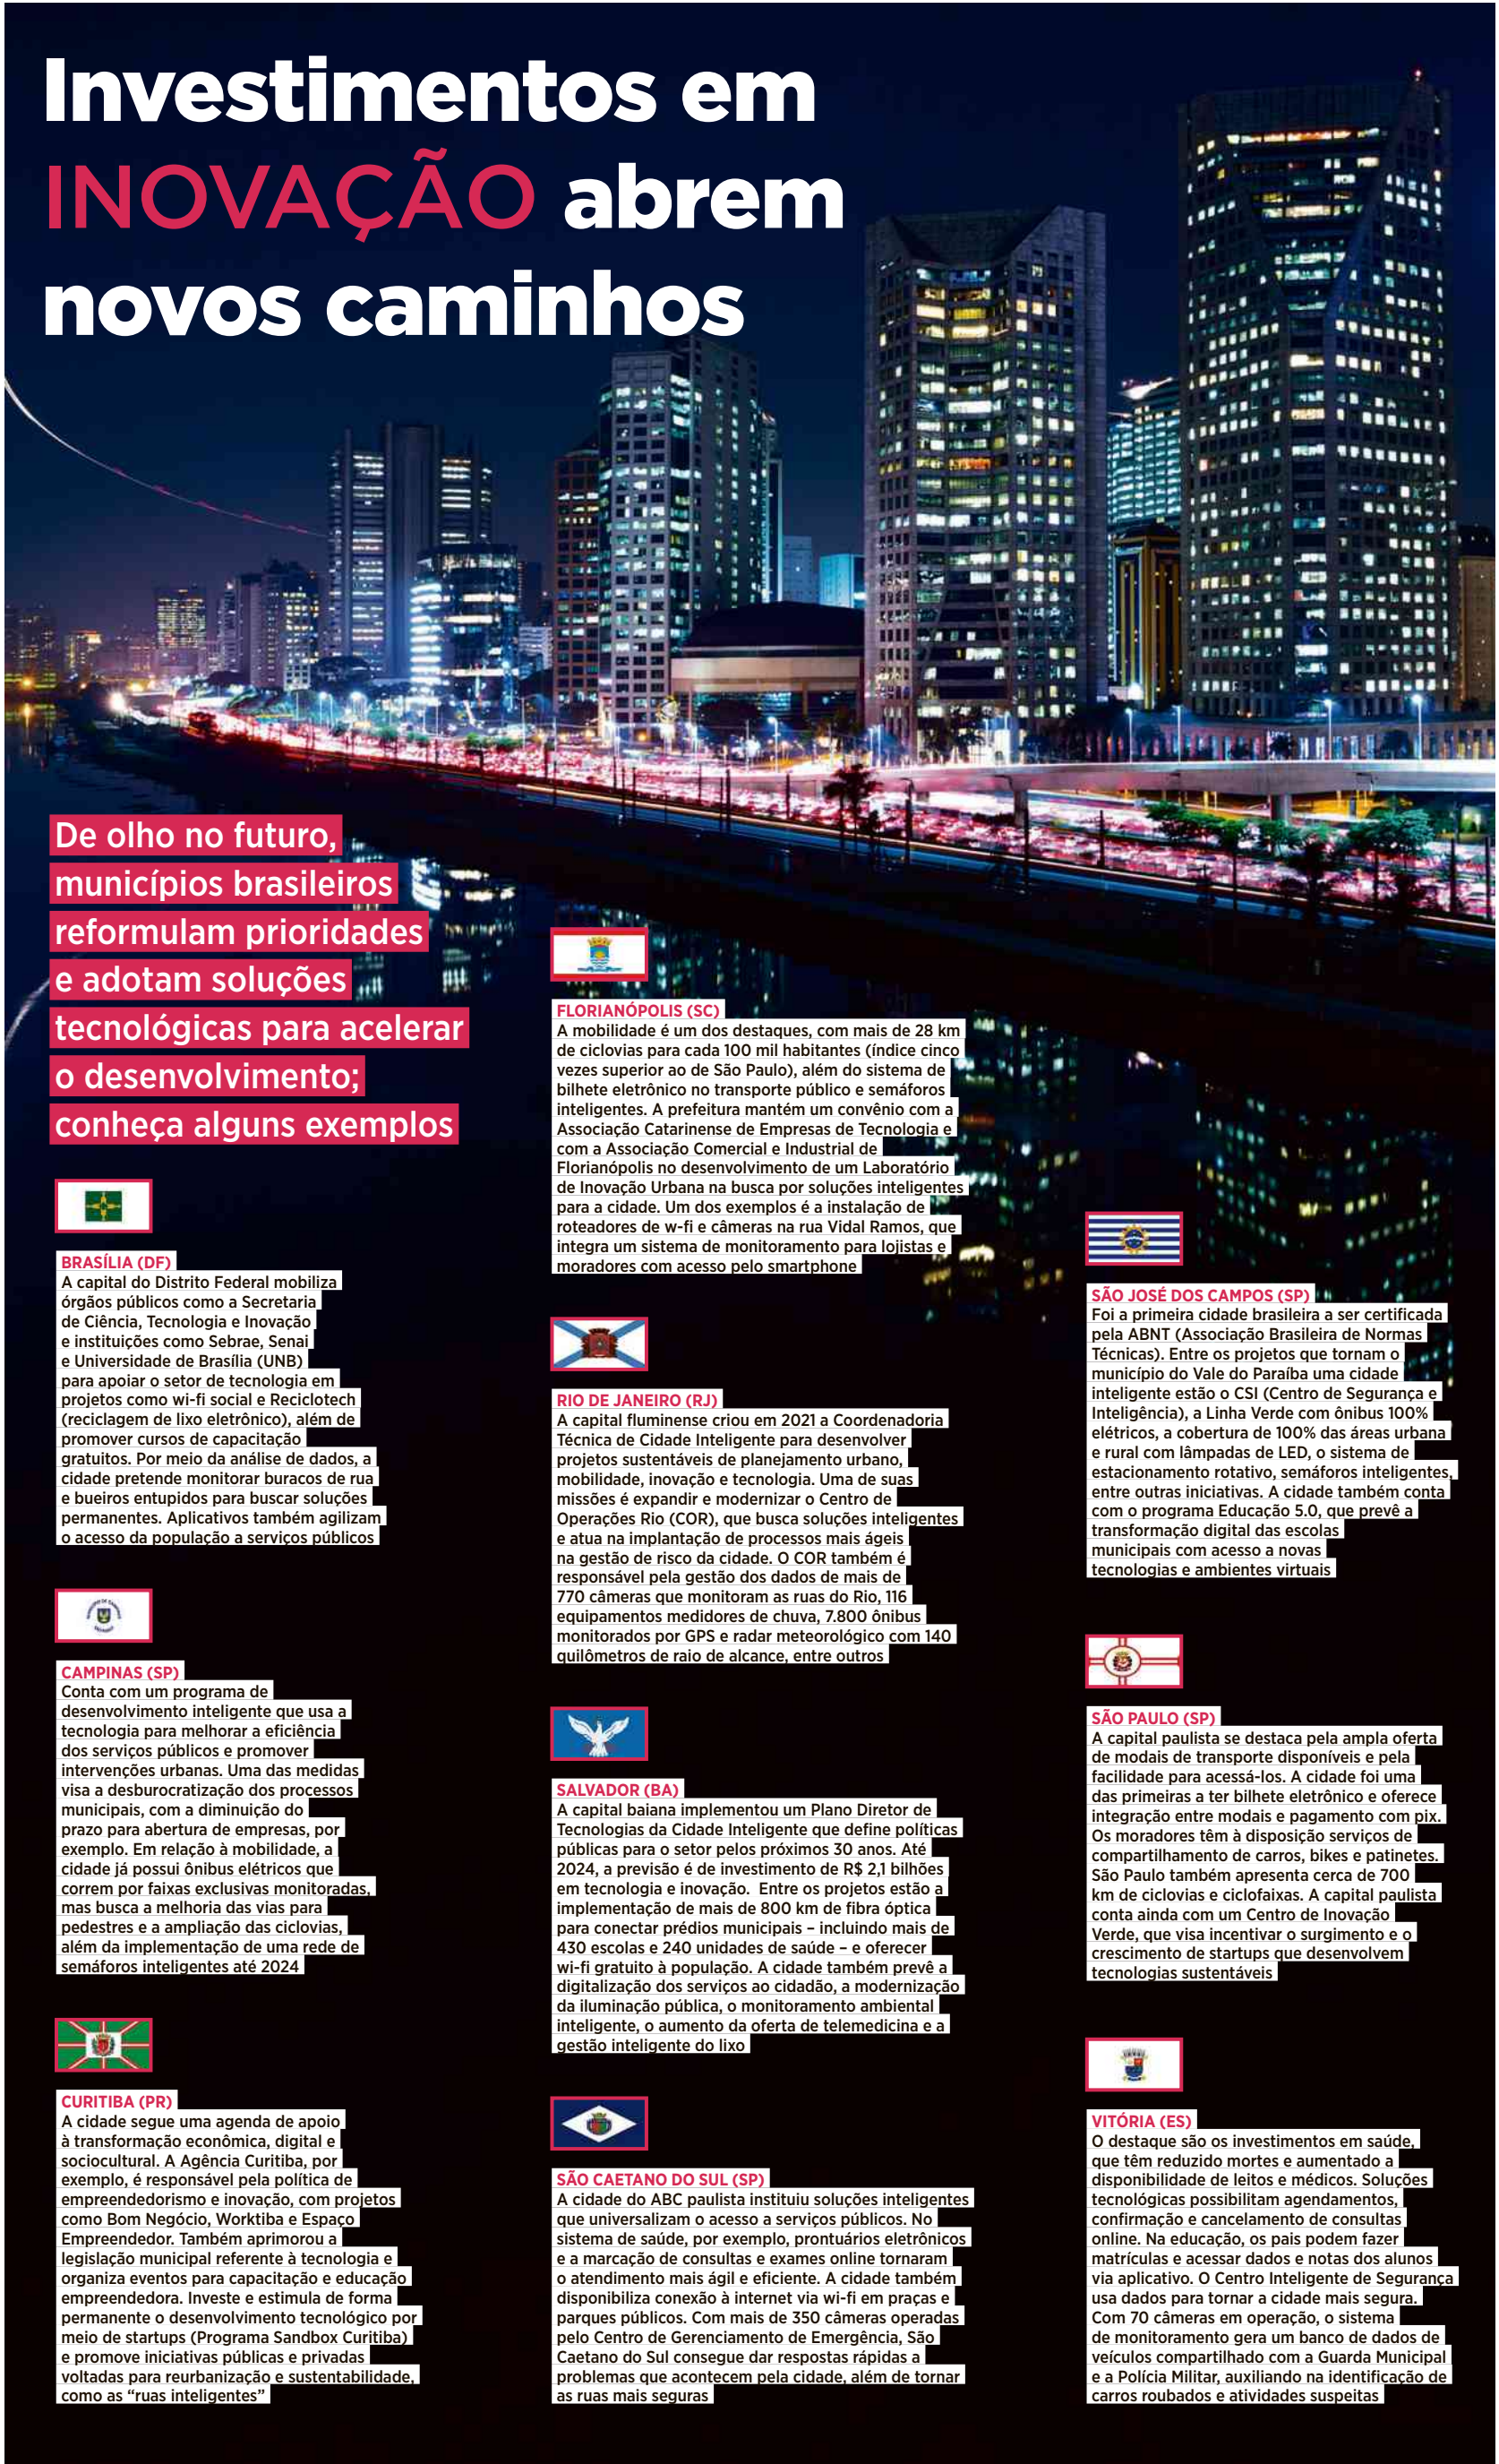 Investimentos em
INOVAÇÃO abrem
novos caminhos
De olho no futuro,
municípios brasileiros
reformulam prioridades
e adotam soluções
tecnológicas para acelerar
o desenvolvimento;
conheça alguns exemplos
BRASÍLIA (DF)
A capital do Distrito Federal mobiliza
órgãos públicos como a Secretaria
de Ciência, Tecnologia e Inovação
e instituições como Sebrae, Senai
e Universidade de Brasília (UNB)
para apoiar o setor de tecnologia em
projetos como wi-fi social e Reciclotech
(reciclagem de lixo eletrônico), além de
promover cursos de capacitação
gratuitos. Por meio da análise de dados, a
cidade pretende monitorar buracos de rua
e bueiros entupidos para buscar soluções
permanentes. Aplicativos também agilizam
o acesso da população a serviços públicos
CAMPINAS (SP)
Conta com um programa de
desenvolvimento inteligente que usa a
tecnologia para melhorar a eficiência
dos serviços públicos e promover
intervenções urbanas. Uma das medidas
visa a desburocratização dos processos
municipais, com a diminuição do
prazo para abertura de empresas, por
exemplo. Em relação à mobilidade, a
cidade já possui ônibus elétricos que
correm por faixas exclusivas monitoradas,
mas busca a melhoria das vias para
pedestres e a ampliação das ciclovias,
além da implementação de uma rede de
semáforos inteligentes até 2024
CURITIBA (PR)
A cidade segue uma agenda de apoio
à transformação econômica, digital e
sociocultural. A Agência Curitiba, por
exemplo, é responsável pela política de
empreendedorismo e inovação, com projetos
como Bom Negócio, Worktiba e Espaço
Empreendedor. Também aprimorou a
legislação municipal referente à tecnologia e
organiza eventos para capacitação e educação
empreendedora. Investe e estimula de forma
permanente o desenvolvimento tecnológico por
meio de startups (Programa Sandbox Curitiba)
e promove iniciativas públicas e privadas
voltadas para reurbanização e sustentabilidade,
como as “ruas inteligentes”
FLORIANÓPOLIS (SC)
A mobilidade é um dos destaques, com mais de 28 km
de ciclovias para cada 100 mil habitantes (índice cinco
vezes superior ao de São Paulo), além do sistema de
bilhete eletrônico no transporte público e semáforos
inteligentes. A prefeitura mantém um convênio com a
Associação Catarinense de Empresas de Tecnologia e
com a Associação Comercial e Industrial de
Florianópolis no desenvolvimento de um Laboratório
de Inovação Urbana na busca por soluções inteligentes
para a cidade. Um dos exemplos é a instalação de
roteadores de w-fi e câmeras na rua Vidal Ramos, que
integra um sistema de monitoramento para lojistas e
moradores com acesso pelo smartphone
RIO DE JANEIRO (RJ)
A capital fluminense criou em 2021 a Coordenadoria
Técnica de Cidade Inteligente para desenvolver
projetos sustentáveis de planejamento urbano,
mobilidade, inovação e tecnologia. Uma de suas
missões é expandir e modernizar o Centro de
Operações Rio (COR), que busca soluções inteligentes
e atua na implantação de processos mais ágeis
na gestão de risco da cidade. O COR também é
responsável pela gestão dos dados de mais de
770 câmeras que monitoram as ruas do Rio, 116
equipamentos medidores de chuva, 7.800 ônibus
monitorados por GPS e radar meteorológico com 140
quilômetros de raio de alcance, entre outros
SALVADOR (BA)
A capital baiana implementou um Plano Diretor de
Tecnologias da Cidade Inteligente que define políticas
públicas para o setor pelos próximos 30 anos. Até
2024, a previsão é de investimento de R$ 2,1 bilhões
em tecnologia e inovação. Entre os projetos estão a
implementação de mais de 800 km de fibra óptica
para conectar prédios municipais – incluindo mais de
430 escolas e 240 unidades de saúde – e oferecer
wi-fi gratuito à população. A cidade também prevê a
digitalização dos serviços ao cidadão, a modernização
da iluminação pública, o monitoramento ambiental
inteligente, o aumento da oferta de telemedicina e a
gestão inteligente do lixo
SÃO CAETANO DO SUL (SP)
A cidade do ABC paulista instituiu soluções inteligentes
que universalizam o acesso a serviços públicos. No
sistema de saúde, por exemplo, prontuários eletrônicos
e a marcação de consultas e exames online tornaram
o atendimento mais ágil e eficiente. A cidade também
disponibiliza conexão à internet via wi-fi em praças e
parques públicos. Com mais de 350 câmeras operadas
pelo Centro de Gerenciamento de Emergência, São
Caetano do Sul consegue dar respostas rápidas a
problemas que acontecem pela cidade, além de tornar
as ruas mais seguras
SÃO JOSÉ DOS CAMPOS (SP)
Foi a primeira cidade brasileira a ser certificada
pela ABNT (Associação Brasileira de Normas
Técnicas). Entre os projetos que tornam o
município do Vale do Paraíba uma cidade
inteligente estão o CSI (Centro de Segurança e
Inteligência), a Linha Verde com ônibus 100%
elétricos, a cobertura de 100% das áreas urbana
e rural com lâmpadas de LED, o sistema de
estacionamento rotativo, semáforos inteligentes,
entre outras iniciativas. A cidade também conta
com o programa Educação 5.0, que prevê a
transformação digital das escolas
municipais com acesso a novas
tecnologias e ambientes virtuais
SÃO PAULO (SP)
A capital paulista se destaca pela ampla oferta
de modais de transporte disponíveis e pela
facilidade para acessá-los. A cidade foi uma
das primeiras a ter bilhete eletrônico e oferece
integração entre modais e pagamento com pix.
Os moradores têm à disposição serviços de
compartilhamento de carros, bikes e patinetes.
São Paulo também apresenta cerca de 700
km de ciclovias e ciclofaixas. A capital paulista
conta ainda com um Centro de Inovação
Verde, que visa incentivar o surgimento e o
crescimento de startups que desenvolvem
tecnologias sustentáveis
VITÓRIA (ES)
O destaque são os investimentos em saúde,
que têm reduzido mortes e aumentado a
disponibilidade de leitos e médicos. Soluções
tecnológicas possibilitam agendamentos,
confirmação e cancelamento de consultas
online. Na educação, os pais podem fazer
matrículas e acessar dados e notas dos alunos
via aplicativo. O Centro Inteligente de Segurança
usa dados para tornar a cidade mais segura.
Com 70 câmeras em operação, o sistema
de monitoramento gera um banco de dados de
veículos compartilhado com a Guarda Municipal
e a Polícia Militar, auxiliando na identificação de
carros roubados e atividades suspeitas